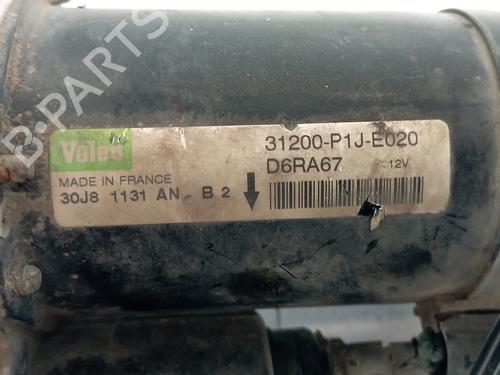 B-PARTS
Valeo
MADE IN FRANCE
30J8 1131 AN B 2
31200-P1J-E020
D6RA67 12V